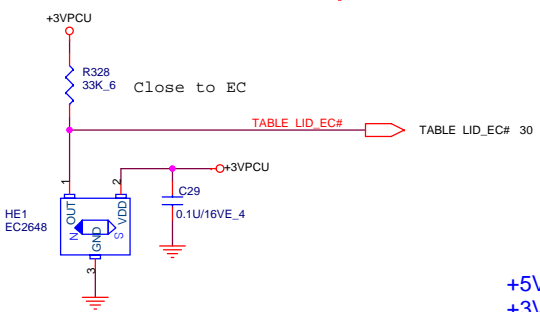 +3VPCU
R328
33K_6
Close to EC
TABLE LID_EC#
TABLE LID_EC# 30
1
2
+3VPCU
C29
0.1U/16VE_4
HE1
EC2648
OUT
VDD
N
GND
S
3
+5V
+3V